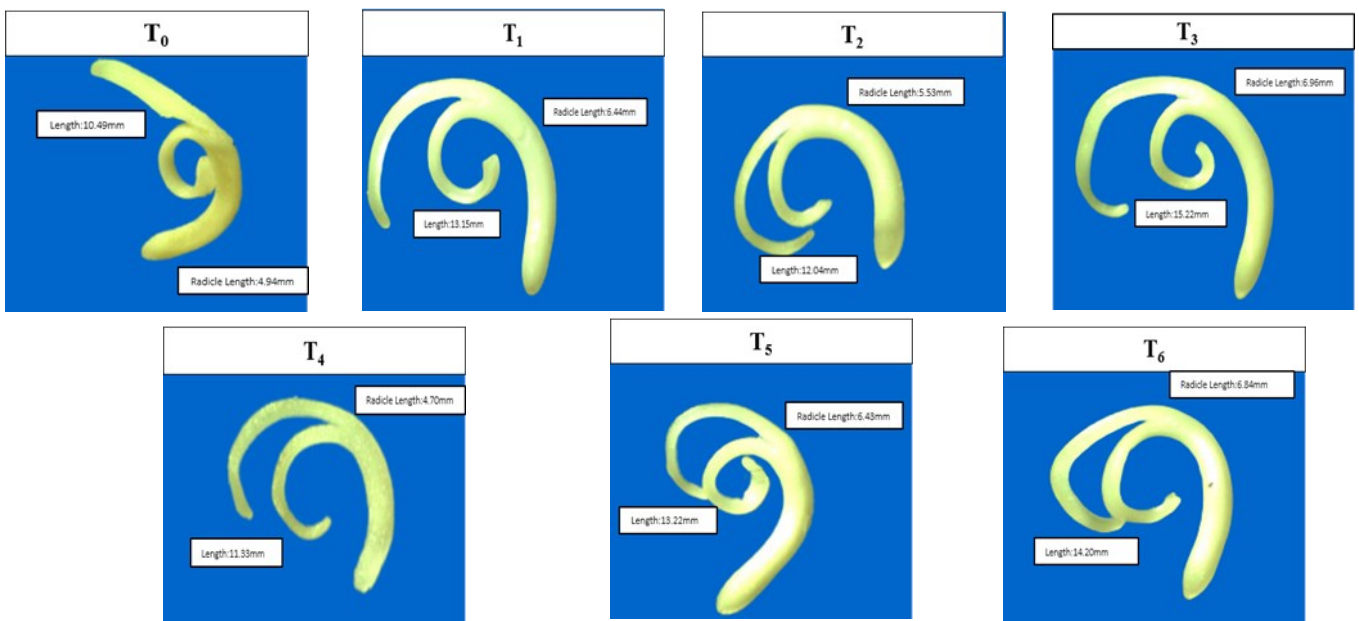 T₀
Length:10.49mm
Radicle Length:4.94mm
T₁
Radicle Length:6.44mm
Length:13.15mm
T₂
Radicle Length:5.53mm
Length:12.04mm
T₃
Radicle Length:6.96mm
Length:15.22mm
T₄
Radicle Length:4.70mm
Length:11.33mm
T₅
Radicle Length:6.43mm
Length:13.22mm
T₆
Radicle Length:6.84mm
Length:14.20mm